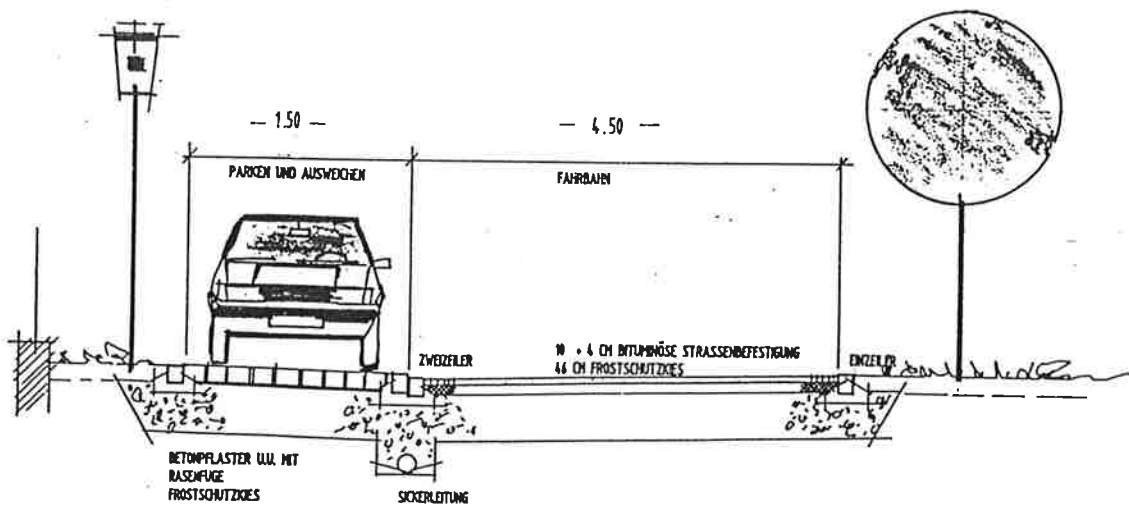 — 1.50 —
— 4.50 —
PARKEN UND AUSWEICHEN
FAHRBAHN
ZWEIZEILER
10 + 4 CM BITUMINÖSE STRASSENBEFESTIGUNG
46 CM FROSTSCHUTZKIES
EINZEILER
BETONPFLASTER U.U. MIT
RASENFUGE
FROSTSCHUTZKIES
SICKERLEITUNG